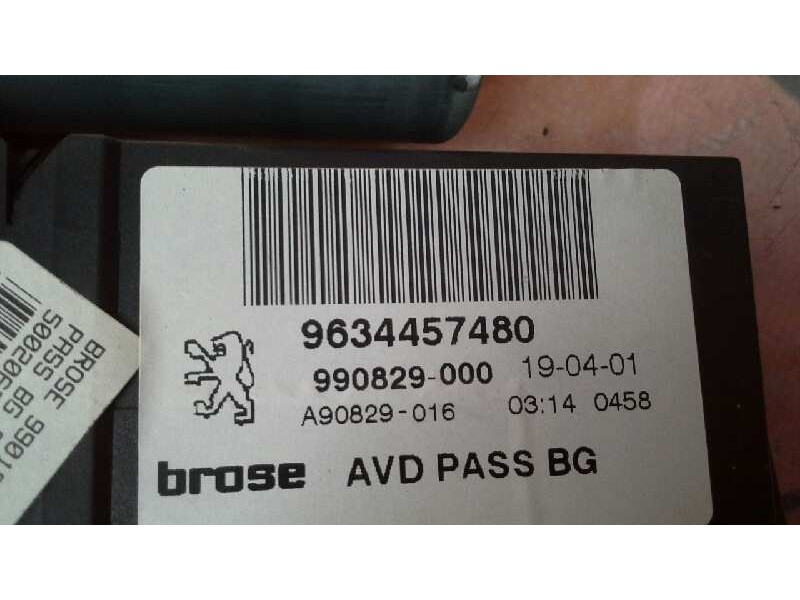 9634457480
990829-000 19-04-01
A90829-016 03:14 0458
brose AVD PASS BG
BROSE
PASS BG